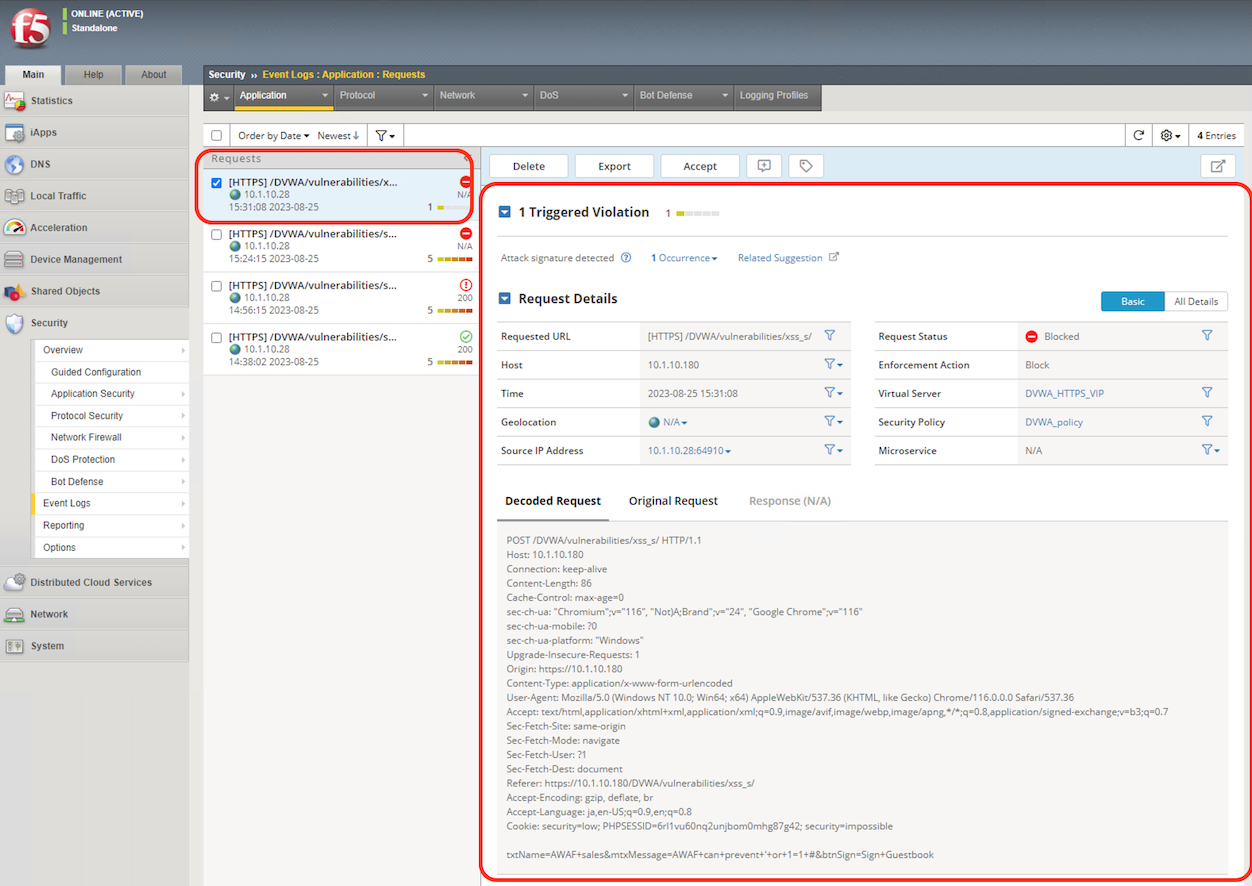 f5
ONLINE (ACTIVE)
Standalone
Main Help About
Statistics
iApps
DNS
Local Traffic
Acceleration
Device Management
Shared Objects
Security
Overview
Guided Configuration
Application Security
Protocol Security
Network Firewall
DoS Protection
Bot Defense
Event Logs
Reporting
Options
Distributed Cloud Services
Network
System
Security ›› Event Logs : Application : Requests
Application Protocol Network DoS Bot Defense Logging Profiles
Order by Date Newest 4 Entries
Requests
[HTTPS] /DVWA/vulnerabilities/x...
10.1.10.28 N/A
15:31:08 2023-08-25 1
[HTTPS] /DVWA/vulnerabilities/s...
10.1.10.28 N/A
15:24:15 2023-08-25 5
[HTTPS] /DVWA/vulnerabilities/s...
10.1.10.28 200
14:56:15 2023-08-25 5
[HTTPS] /DVWA/vulnerabilities/s...
10.1.10.28 200
14:38:02 2023-08-25 5
Delete Export Accept
1 Triggered Violation 1
Attack signature detected 1 Occurrence Related Suggestion
Request Details Basic All Details
Requested URL [HTTPS] /DVWA/vulnerabilities/xss_s/
Host 10.1.10.180
Time 2023-08-25 15:31:08
Geolocation N/A
Source IP Address 10.1.10.28:64910
Request Status Blocked
Enforcement Action Block
Virtual Server DVWA_HTTPS_VIP
Security Policy DVWA_policy
Microservice N/A
Decoded Request Original Request Response (N/A)
POST /DVWA/vulnerabilities/xss_s/ HTTP/1.1
Host: 10.1.10.180
Connection: keep-alive
Content-Length: 86
Cache-Control: max-age=0
sec-ch-ua: "Chromium";v="116", "Not)A;Brand";v="24", "Google Chrome";v="116"
sec-ch-ua-mobile: ?0
sec-ch-ua-platform: "Windows"
Upgrade-Insecure-Requests: 1
Origin: https://10.1.10.180
Content-Type: application/x-www-form-urlencoded
User-Agent: Mozilla/5.0 (Windows NT 10.0; Win64; x64) AppleWebKit/537.36 (KHTML, like Gecko) Chrome/116.0.0.0 Safari/537.36
Accept: text/html,application/xhtml+xml,application/xml;q=0.9,image/avif,image/webp,image/apng,*/*;q=0.8,application/signed-exchange;v=b3;q=0.7
Sec-Fetch-Site: same-origin
Sec-Fetch-Mode: navigate
Sec-Fetch-User: ?1
Sec-Fetch-Dest: document
Referer: https://10.1.10.180/DVWA/vulnerabilities/xss_s/
Accept-Encoding: gzip, deflate, br
Accept-Language: ja,en-US;q=0.9,en;q=0.8
Cookie: security=low; PHPSESSID=6rl1vu60nq2unjbom0mhg87g42; security=impossible
txtName=AWAF+sales&mtxMessage=AWAF+can+prevent+'+or+1=1+#&btnSign=Sign+Guestbook